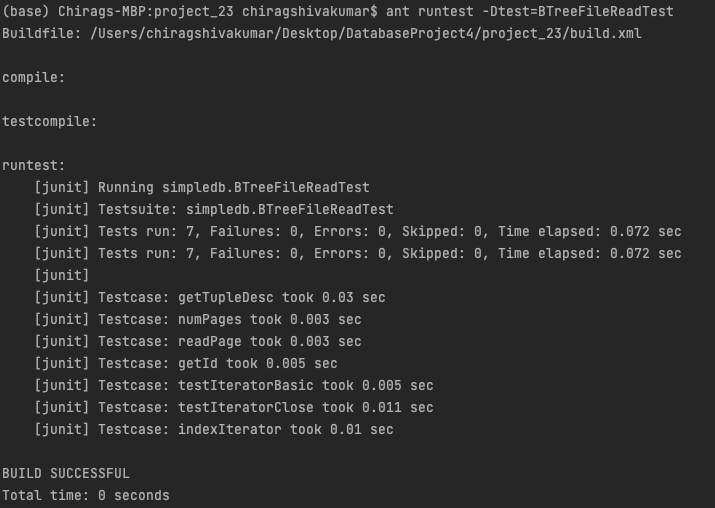 (base) Chirags-MBP:project_23 chiragshivakumar$ ant runtest -Dtest=BTreeFileReadTest
Buildfile: /Users/chiragshivakumar/Desktop/DatabaseProject4/project_23/build.xml
compile:
testcompile:
runtest:
[junit] Running simpledb.BTreeFileReadTest
[junit] Testsuite: simpledb.BTreeFileReadTest
[junit] Tests run: 7, Failures: 0, Errors: 0, Skipped: 0, Time elapsed: 0.072 sec
[junit] Tests run: 7, Failures: 0, Errors: 0, Skipped: 0, Time elapsed: 0.072 sec
[junit]
[junit] Testcase: getTupleDesc took 0.03 sec
[junit] Testcase: numPages took 0.003 sec
[junit] Testcase: readPage took 0.003 sec
[junit] Testcase: getId took 0.005 sec
[junit] Testcase: testIteratorBasic took 0.005 sec
[junit] Testcase: testIteratorClose took 0.011 sec
[junit] Testcase: indexIterator took 0.01 sec
BUILD SUCCESSFUL
Total time: 0 seconds